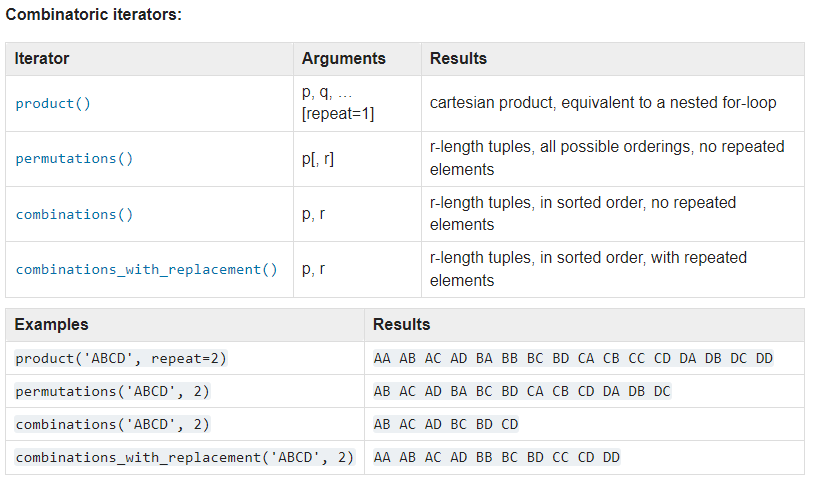 Combinatoric iterators:
Iterator Arguments Results
product() p, q, … [repeat=1] cartesian product, equivalent to a nested for-loop
permutations() p[, r] r-length tuples, all possible orderings, no repeated elements
combinations() p, r r-length tuples, in sorted order, no repeated elements
combinations_with_replacement() p, r r-length tuples, in sorted order, with repeated elements
Examples Results
product('ABCD', repeat=2) AA AB AC AD BA BB BC BD CA CB CC CD DA DB DC DD
permutations('ABCD', 2) AB AC AD BA BC BD CA CB CD DA DB DC
combinations('ABCD', 2) AB AC AD BC BD CD
combinations_with_replacement('ABCD', 2) AA AB AC AD BB BC BD CC CD DD